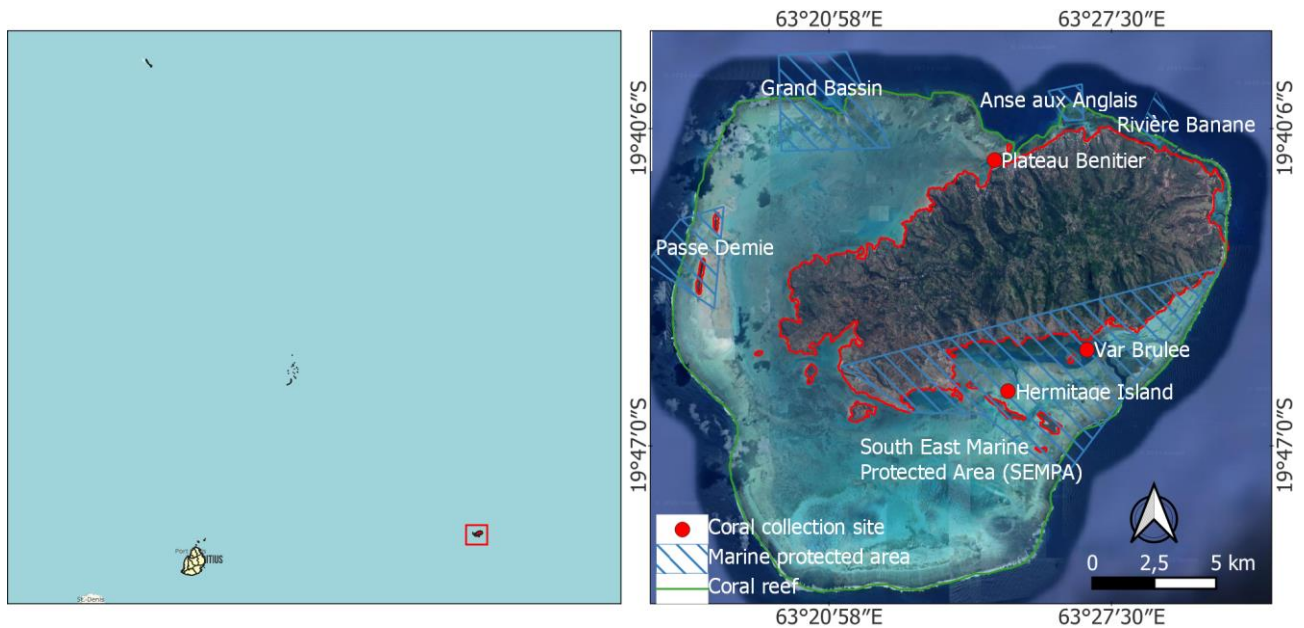 Port
ITIUS
St-Denis
63°20′58″E
63°27′30″E
19°40′6″S
19°47′0″S
Grand Bassin
Anse aux Anglais
Rivière Banane
Plateau Benitier
Passe Demie
Var Brulee
Hermitage Island
South East Marine
Protected Area (SEMPA)
Coral collection site
Marine protected area
Coral reef
0 2,5 5 km
19°40′6″S
19°47′0″S
63°20′58″E
63°27′30″E